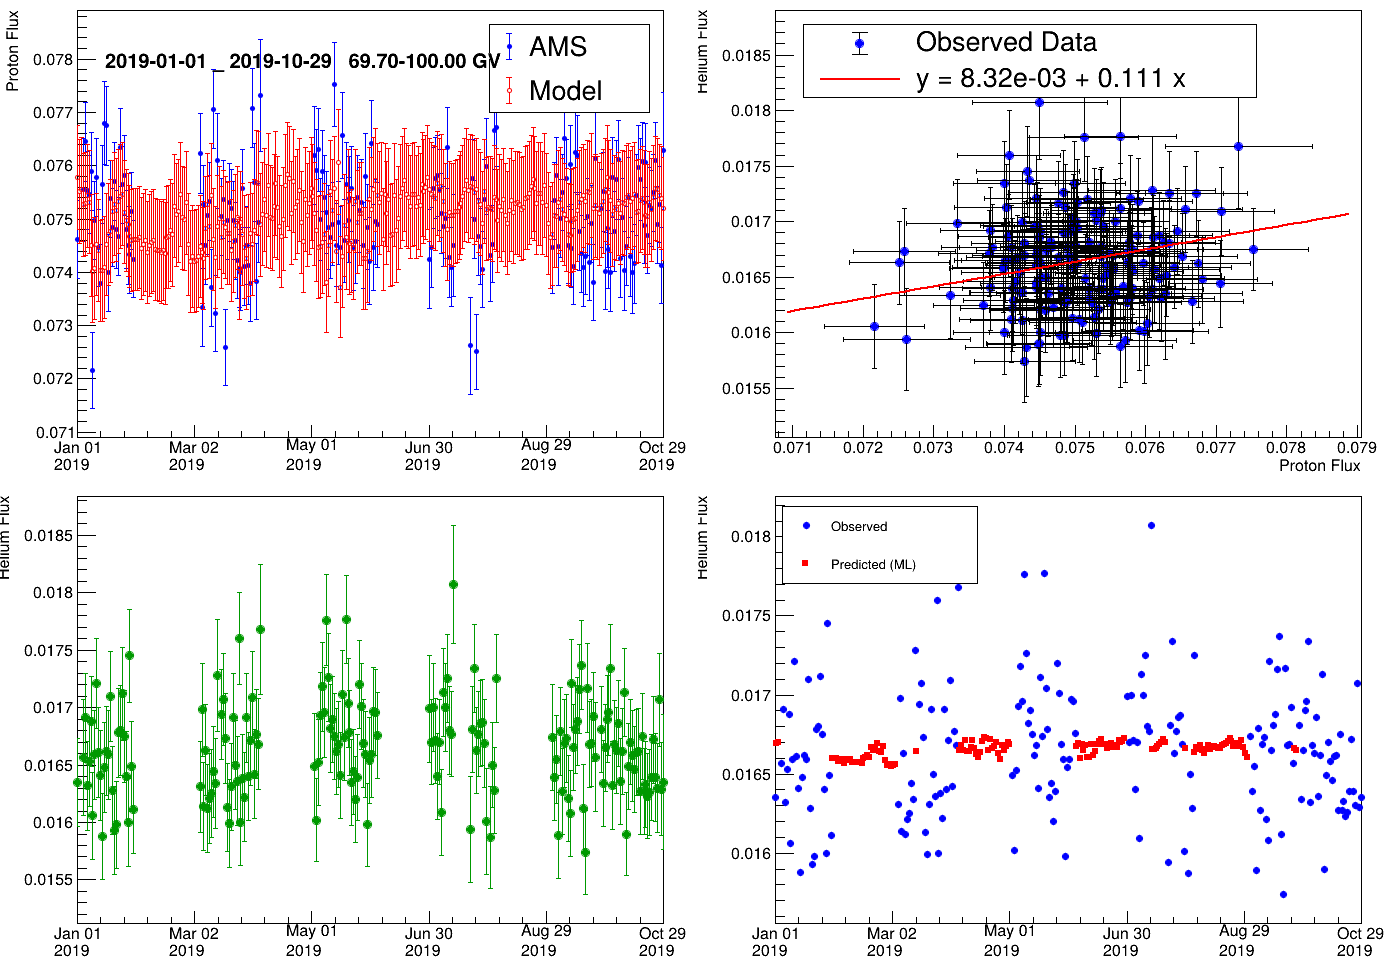 Proton Flux
0.078
0.077
0.076
0.075
0.074
0.073
0.072
0.071
2019-01-01 _ 2019-10-29 69.70-100.00 GV
AMS
Model
Jan 01 2019
Mar 02 2019
May 01 2019
Jun 30 2019
Aug 29 2019
Oct 29 2019
Helium Flux
0.0185
0.018
0.0175
0.017
0.0165
0.016
0.0155
Observed Data
y = 8.32e-03 + 0.111 x
0.071 0.072 0.073 0.074 0.075 0.076 0.077 0.078 0.079
Proton Flux
Helium Flux
0.0185
0.018
0.0175
0.017
0.0165
0.016
0.0155
Jan 01 2019
Mar 02 2019
May 01 2019
Jun 30 2019
Aug 29 2019
Oct 29 2019
Helium Flux
0.018
0.0175
0.017
0.0165
0.016
Observed
Predicted (ML)
Jan 01 2019
Mar 02 2019
May 01 2019
Jun 30 2019
Aug 29 2019
Oct 29 2019